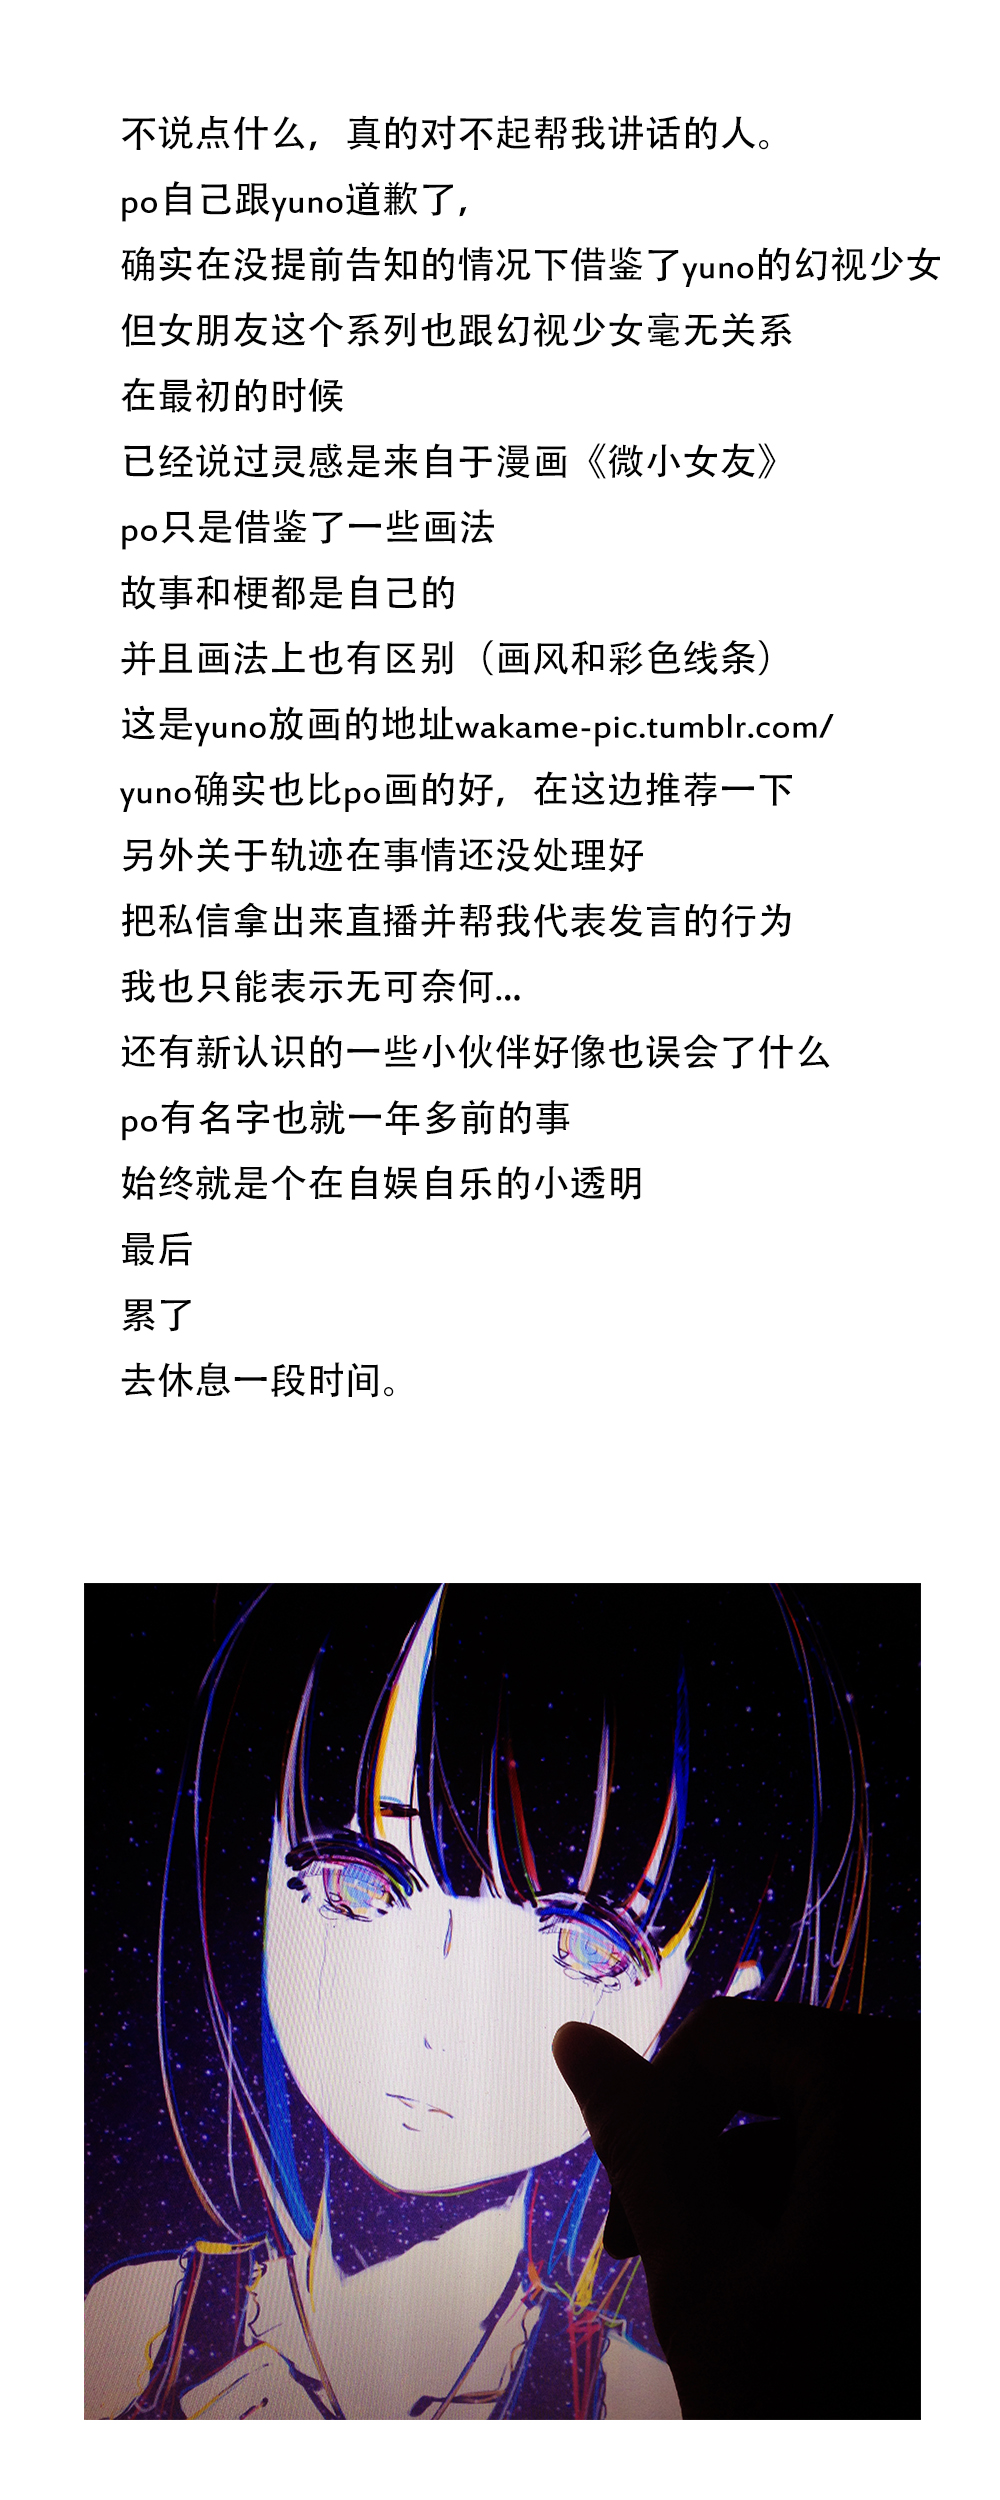 不说点什么，真的对不起帮我讲话的人。
po自己跟yuno道歉了，
确实在没提前告知的情况下借鉴了yuno的幻视少女
但女朋友这个系列也跟幻视少女毫无关系
在最初的时候
已经说过灵感是来自于漫画《微小女友》
po只是借鉴了一些画法
故事和梗都是自己的
并且画法上也有区别（画风和彩色线条）
这是yuno放画的地址wakame-pic.tumblr.com/
yuno确实也比po画的好，在这边推荐一下
另外关于轨迹在事情还没处理好
把私信拿出来直播并帮我代表发言的行为
我也只能表示无可奈何...
还有新认识的一些小伙伴好像也误会了什么
po有名字也就一年多前的事
始终就是个在自娱自乐的小透明
最后
累了
去休息一段时间。